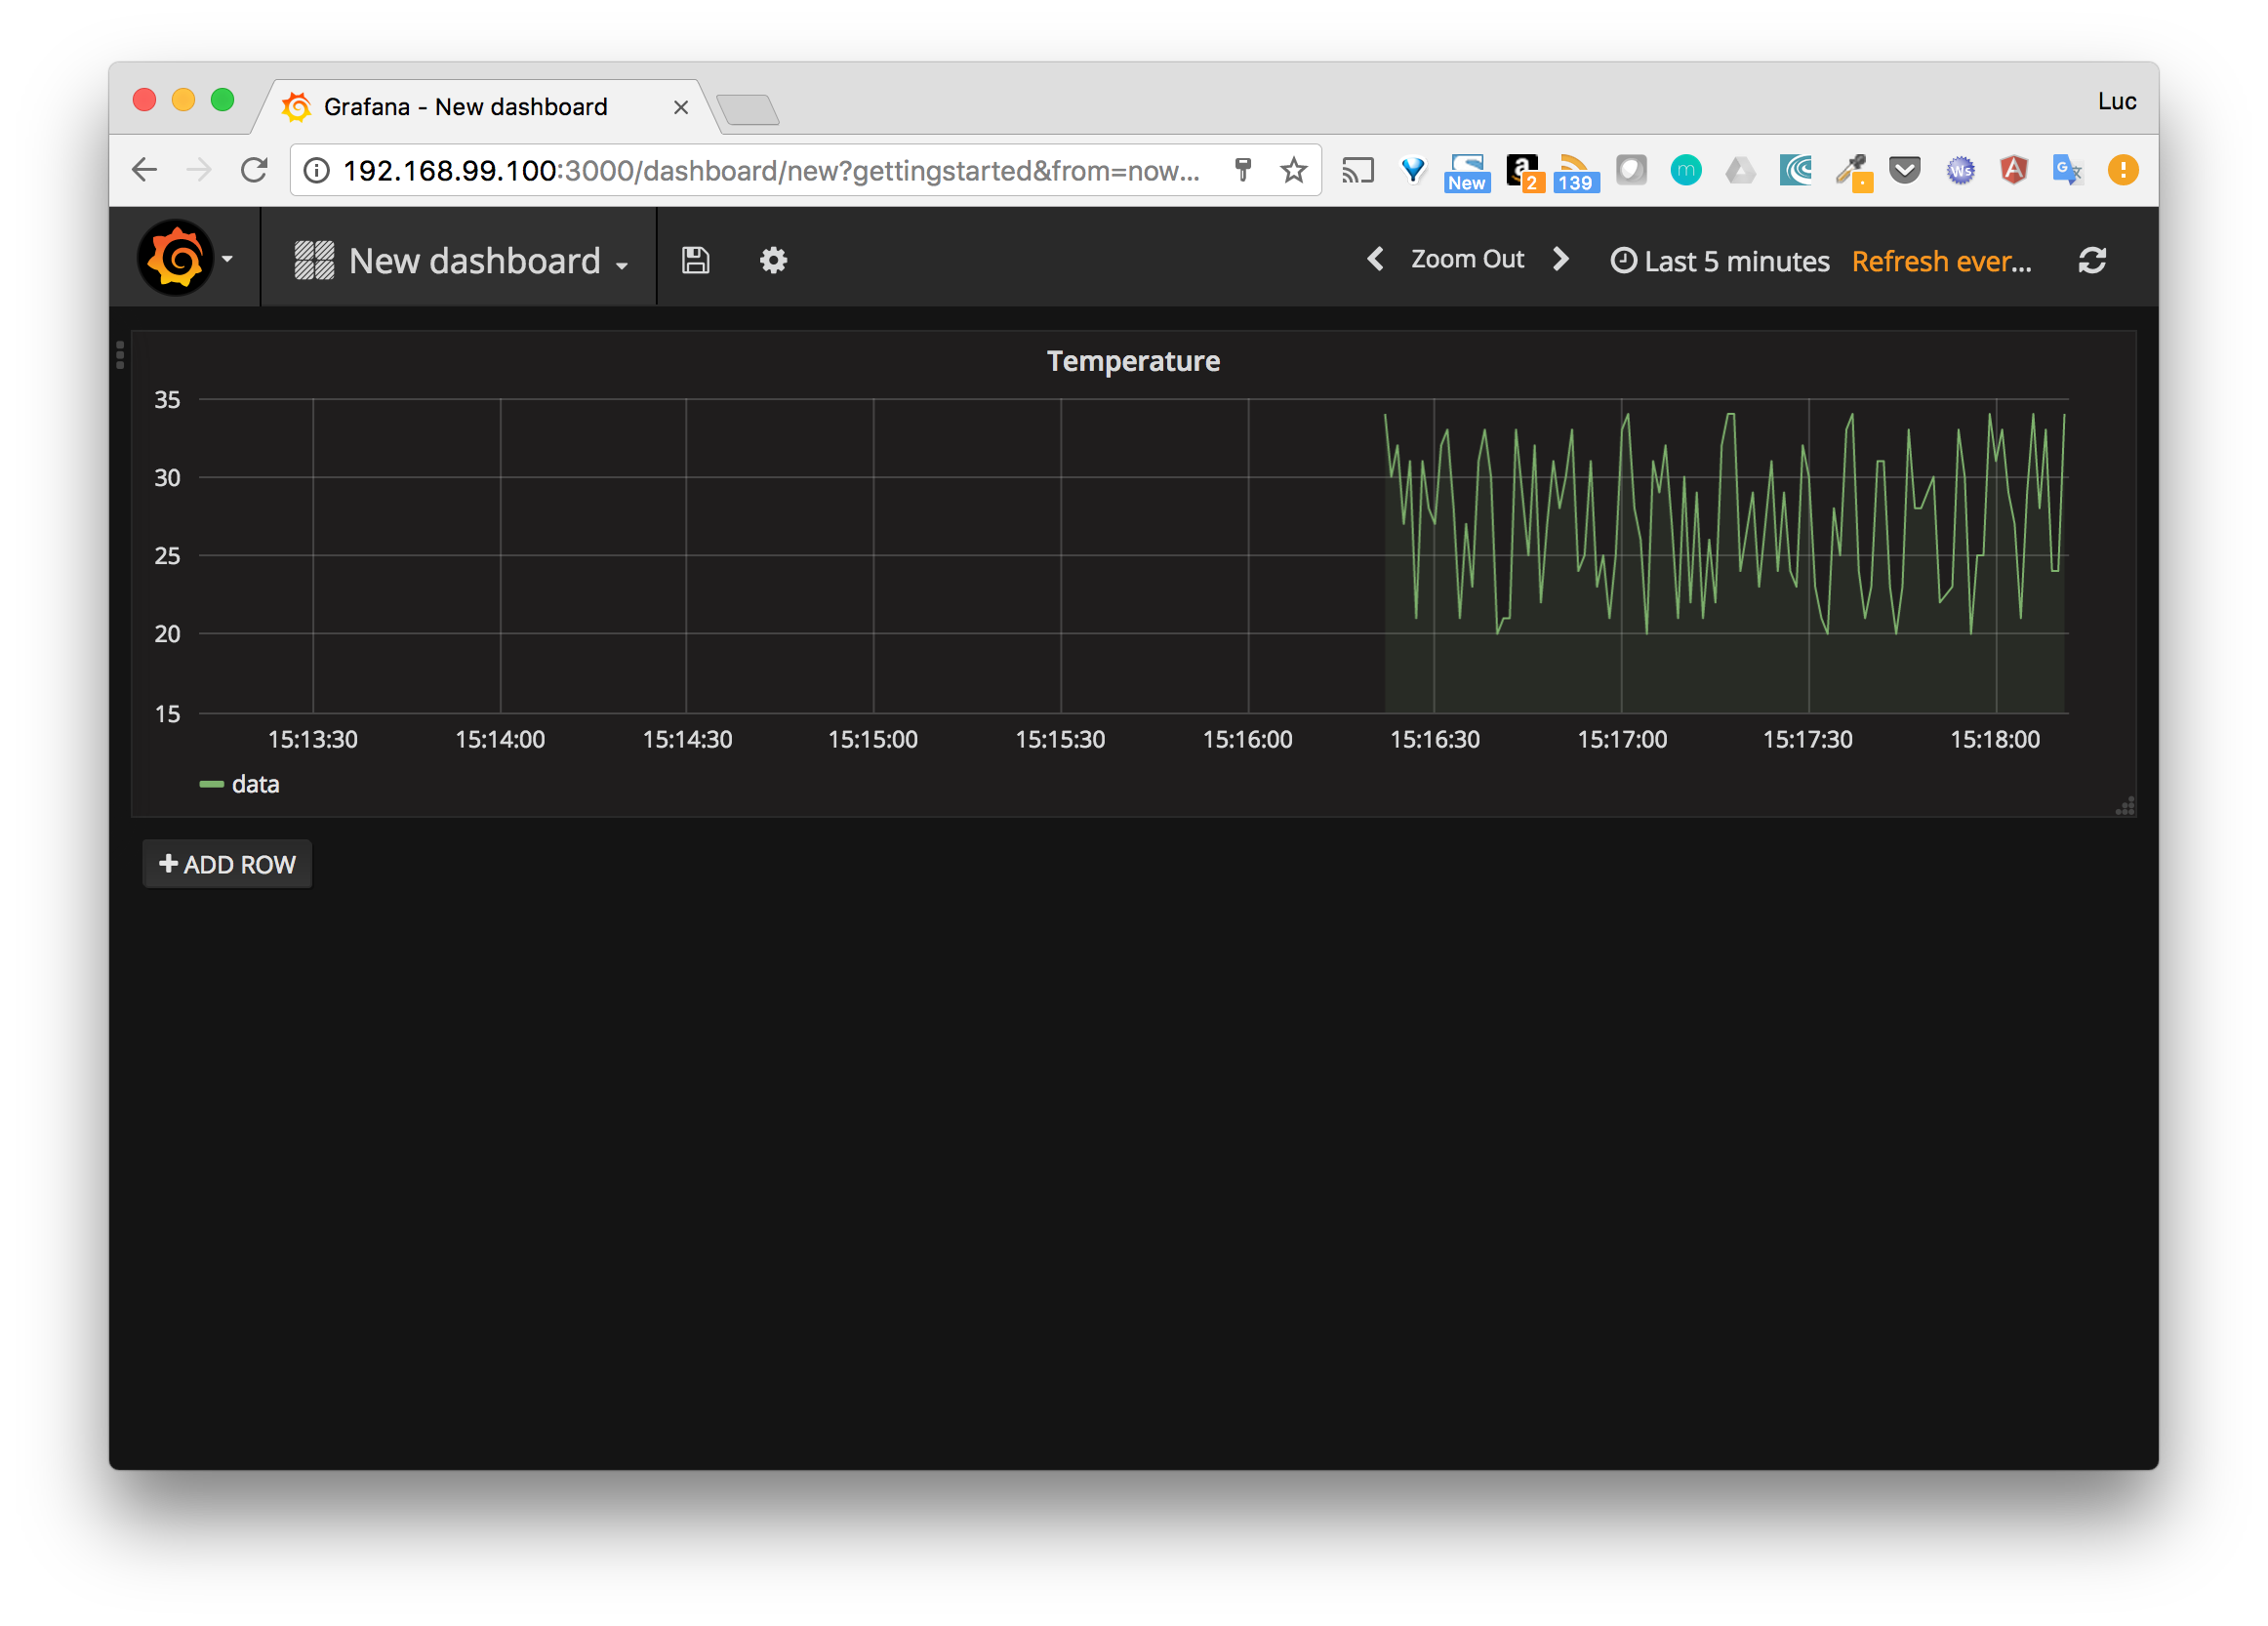 Grafana - New dashboard
Luc
192.168.99.100:3000/dashboard/new?gettingstarted&from=now...
New
a
2
139
m
Ws
A
G
New dashboard
Zoom Out
Last 5 minutes
Refresh ever...
Temperature
35
30
25
20
15
15:13:30 15:14:00 15:14:30 15:15:00 15:15:30 15:16:00 15:16:30 15:17:00 15:17:30 15:18:00
data
+ ADD ROW